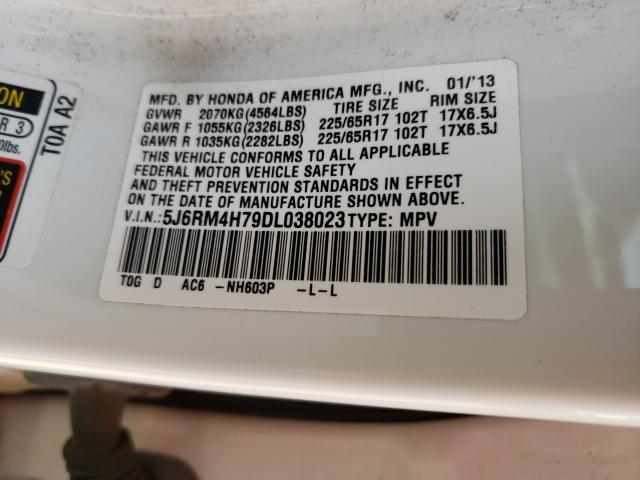 MFD. BY HONDA OF AMERICA MFG., INC. 01/'13
GVWR 2070KG(4564LBS) TIRE SIZE RIM SIZE
GAWR F 1055KG(2326LBS) 225/65R17 102T 17X6.5J
GAWR R 1035KG(2282LBS) 225/65R17 102T 17X6.5J
THIS VEHICLE CONFORMS TO ALL APPLICABLE
FEDERAL MOTOR VEHICLE SAFETY
AND THEFT PREVENTION STANDARDS IN EFFECT
ON THE DATE OF MANUFACTURE SHOWN ABOVE.
V.I.N.:5J6RM4H79DL038023TYPE: MPV
T0G D AC6 -NH603P -L-L
T0A A2
R 3